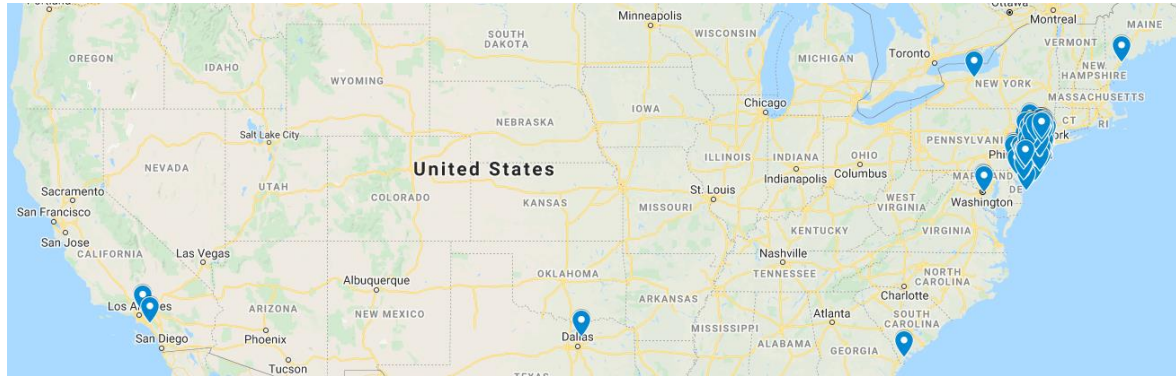 Portland
Minneapolis
Ottawa
Montreal
MAINE
SOUTH
DAKOTA
WISCONSIN
OREGON
IDAHO
MICHIGAN
Toronto
VERMONT
NEW
HAMPSHIRE
WYOMING
NEW YORK
MASSACHUSETTS
IOWA
Chicago
CT
RI
NEBRASKA
Salt Lake City
PENNSYLVANIA
NEVADA
United States
ILLINOIS
INDIANA
OHIO
Indianapolis
Columbus
MARYLAND
UTAH
Sacramento
COLORADO
KANSAS
St. Louis
MISSOURI
WEST
VIRGINIA
Washington
San Francisco
San Jose
KENTUCKY
VIRGINIA
CALIFORNIA
Las Vegas
Nashville
Albuquerque
OKLAHOMA
TENNESSEE
NORTH
CAROLINA
Los Angeles
ARIZONA
NEW MEXICO
ARKANSAS
Charlotte
Atlanta
SOUTH
CAROLINA
San Diego
Phoenix
Dallas
MISSISSIPPI
ALABAMA
GEORGIA
Tucson
TEXAS